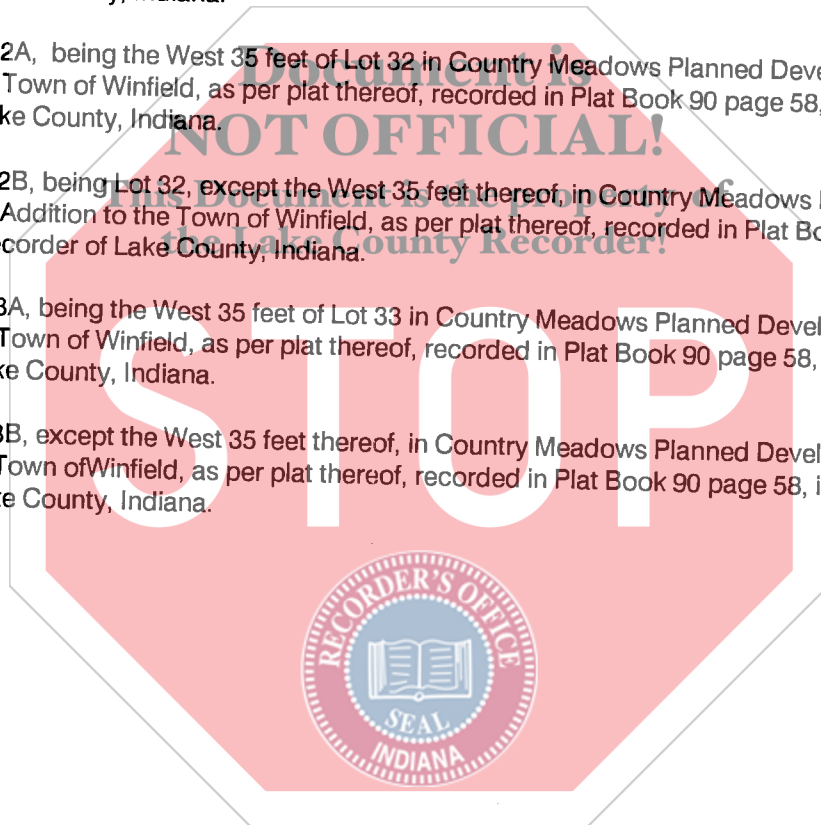 2A, being the West 35 feet of Lot 32 in Country Meadows Planned Deve
Town of Winfield, as per plat thereof, recorded in Plat Book 90 page 58,
ke County, Indiana.
2B, being Lot 32, except the West 35 feet thereof, in Country Meadows
Addition to the Town of Winfield, as per plat thereof, recorded in Plat Bo
corder of Lake County, Indiana.
3A, being the West 35 feet of Lot 33 in Country Meadows Planned Devel
Town of Winfield, as per plat thereof, recorded in Plat Book 90 page 58,
ke County, Indiana.
3B, except the West 35 feet thereof, in Country Meadows Planned Devel
Town ofWinfield, as per plat thereof, recorded in Plat Book 90 page 58, i
e County, Indiana.
Document is
NOT OFFICIAL!
This Document is the property of
the Lake County Recorder!
STOP
RECORDER'S OFFICE
SEAL
INDIANA